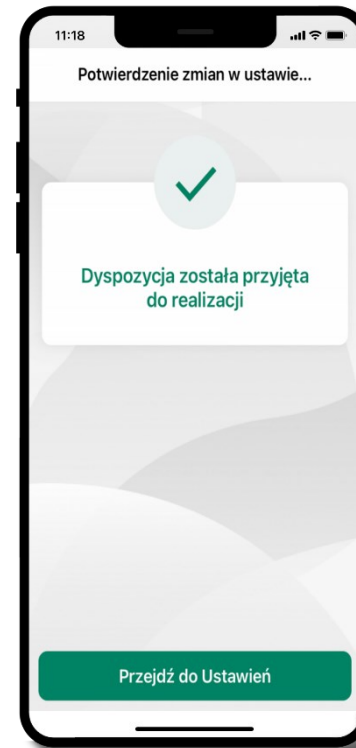 11:18
Potwierdzenie zmian w ustawie...
Dyspozycja została przyjęta
do realizacji
Przejdź do Ustawień